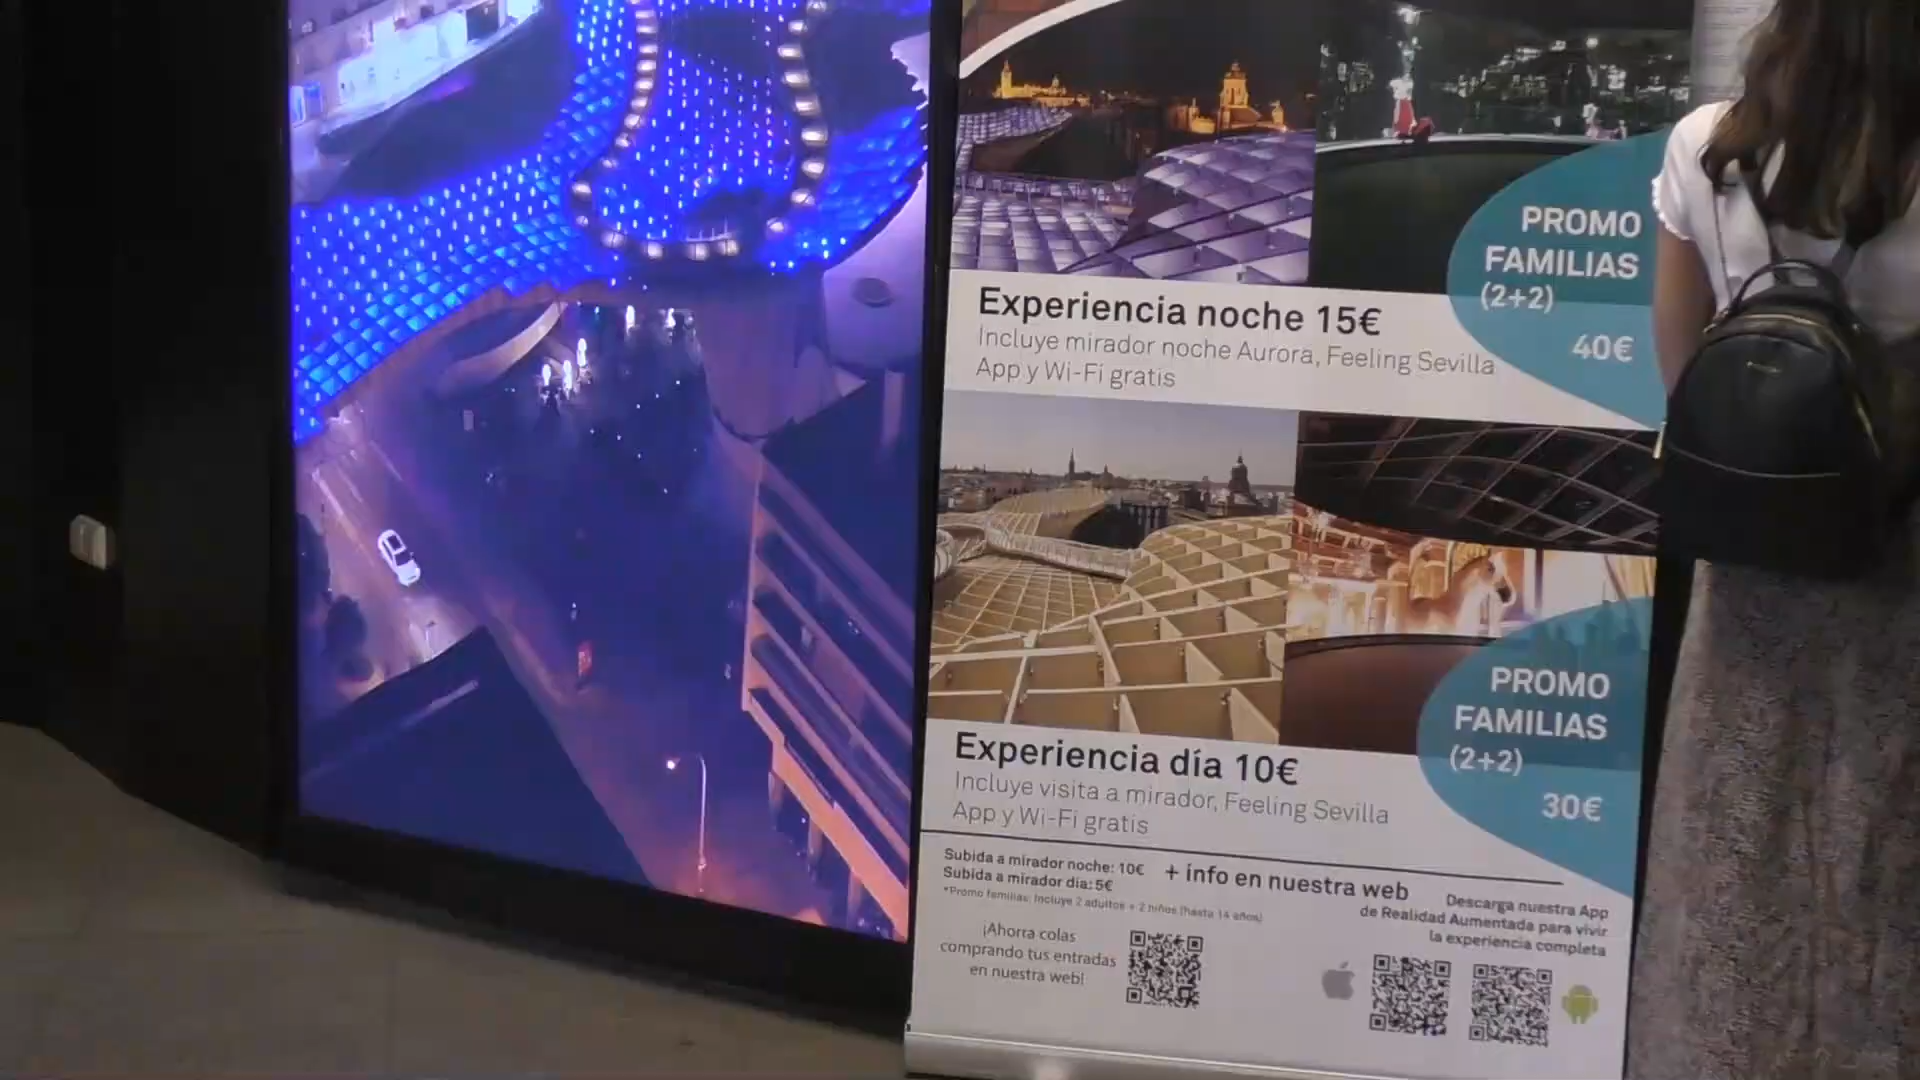 PROMO
FAMILIAS
(2+2)
40€
Experiencia noche 15€
Incluye mirador noche Aurora, Feeling Sevilla
App y Wi-Fi gratis
PROMO
FAMILIAS
(2+2)
30€
Experiencia día 10€
Incluye visita a mirador, Feeling Sevilla
App y Wi-Fi gratis
Subida a mirador noche: 10€
Subida a mirador día: 5€
*Promo familias: Incluye 2 adultos + 2 niños (hasta 14 años)
+ info en nuestra web
¡Ahorra colas
comprando tus entradas
en nuestra web!
Descarga nuestra App
de Realidad Aumentada para vivir
la experiencia completa